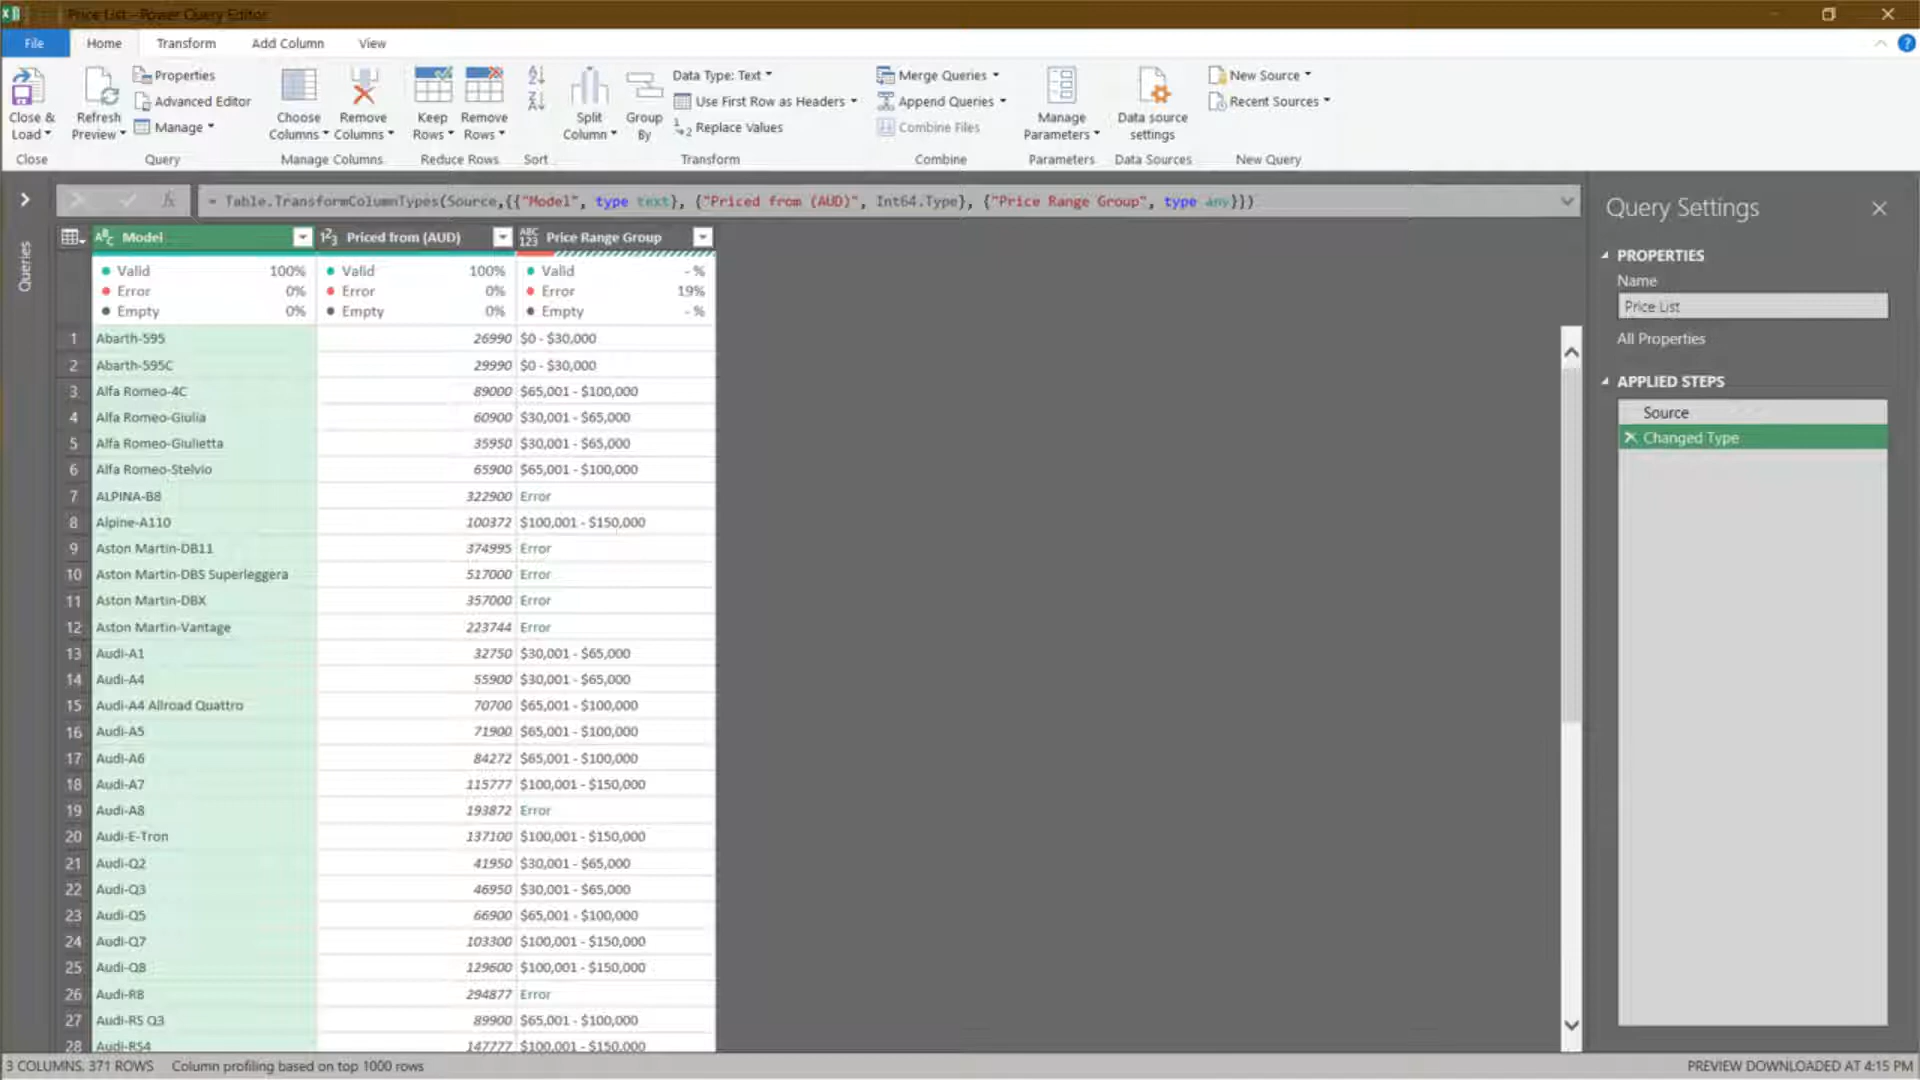 Price List - Power Query Editor
File Home Transform Add Column View
Close & Load
Refresh Preview
Properties
Advanced Editor
Manage
Choose Columns
Remove Columns
Keep Rows
Remove Rows
Split Column
Group By
Data Type: Text
Use First Row as Headers
Replace Values
Merge Queries
Append Queries
Combine Files
Manage Parameters
Data source settings
New Source
Recent Sources
Close Query Manage Columns Reduce Rows Sort Transform Combine Parameters Data Sources New Query
Queries
fx = Table.TransformColumnTypes(Source,{{"Model", type text}, {"Priced from (AUD)", Int64.Type}, {"Price Range Group", type any}})
ABC Model 123 Priced from (AUD) ABC 123 Price Range Group
Valid 100% Valid 100% Valid - %
Error 0% Error 0% Error 19%
Empty 0% Empty 0% Empty - %
1 Abarth-595 26990 $0 - $30,000
2 Abarth-595C 29990 $0 - $30,000
3 Alfa Romeo-4C 89000 $65,001 - $100,000
4 Alfa Romeo-Giulia 60900 $30,001 - $65,000
5 Alfa Romeo-Giulietta 35950 $30,001 - $65,000
6 Alfa Romeo-Stelvio 65900 $65,001 - $100,000
7 ALPINA-B8 322900 Error
8 Alpine-A110 100372 $100,001 - $150,000
9 Aston Martin-DB11 374995 Error
10 Aston Martin-DBS Superleggera 517000 Error
11 Aston Martin-DBX 357000 Error
12 Aston Martin-Vantage 223744 Error
13 Audi-A1 32750 $30,001 - $65,000
14 Audi-A4 55900 $30,001 - $65,000
15 Audi-A4 Allroad Quattro 70700 $65,001 - $100,000
16 Audi-A5 71900 $65,001 - $100,000
17 Audi-A6 84272 $65,001 - $100,000
18 Audi-A7 115777 $100,001 - $150,000
19 Audi-A8 193872 Error
20 Audi-E-Tron 137100 $100,001 - $150,000
21 Audi-Q2 41950 $30,001 - $65,000
22 Audi-Q3 46950 $30,001 - $65,000
23 Audi-Q5 66900 $65,001 - $100,000
24 Audi-Q7 103300 $100,001 - $150,000
25 Audi-Q8 129600 $100,001 - $150,000
26 Audi-R8 294877 Error
27 Audi-RS Q3 89900 $65,001 - $100,000
28 Audi-RS4 147777 $100,001 - $150,000
Query Settings
PROPERTIES
Name
Price List
All Properties
APPLIED STEPS
Source
Changed Type
3 COLUMNS, 371 ROWS Column profiling based on top 1000 rows
PREVIEW DOWNLOADED AT 4:15 PM